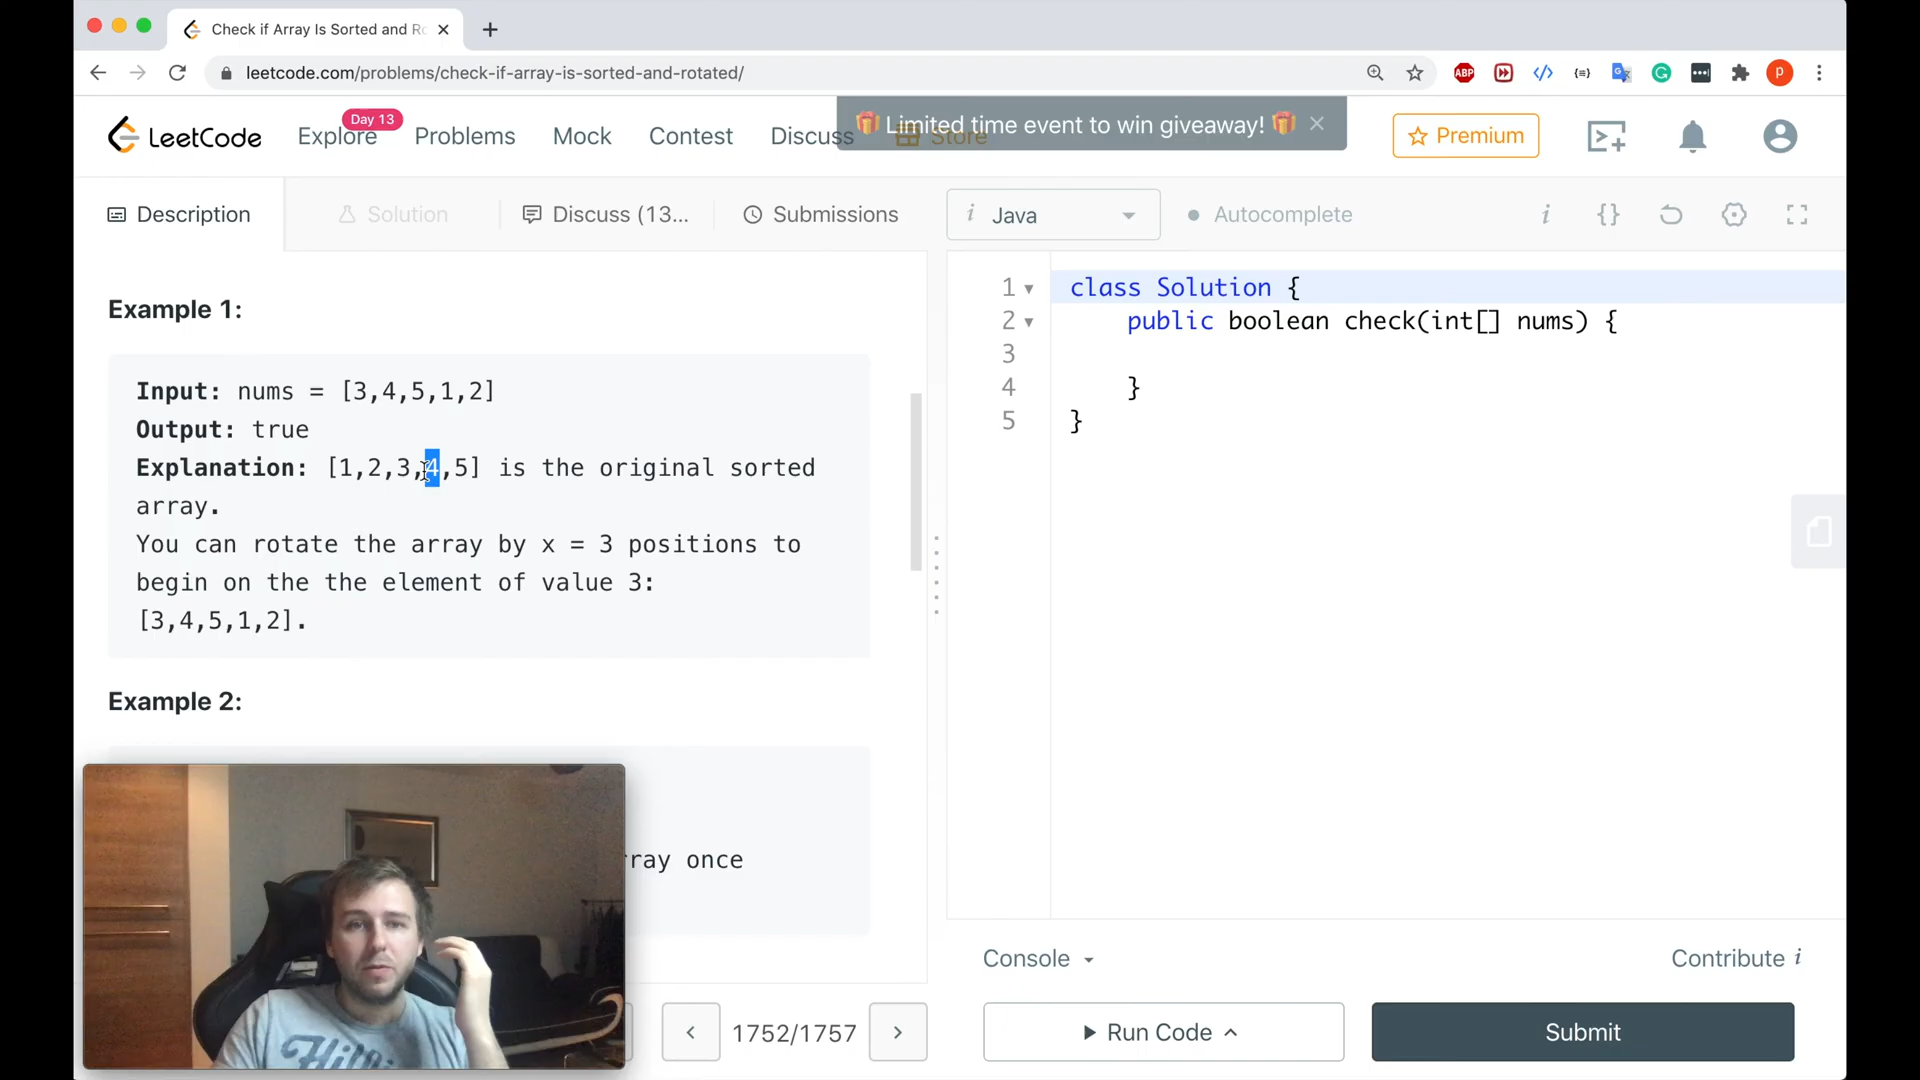 Check if Array Is Sorted and Ro
leetcode.com/problems/check-if-array-is-sorted-and-rotated/
ABP
P
LeetCode
Explore
Day 13
Problems
Mock
Contest
Discuss
Store
🎁 Limited time event to win giveaway! 🎁
Premium
Description
Solution
Discuss (13...
Submissions
i Java
Autocomplete
Example 1:
Input: nums = [3,4,5,1,2]
Output: true
Explanation: [1,2,3,4,5] is the original sorted
array.
You can rotate the array by x = 3 positions to
begin on the the element of value 3:
[3,4,5,1,2].
Example 2:
rray once
1 class Solution {
2 public boolean check(int[] nums) {
3
4 }
5 }
Console
Contribute i
1752/1757
Run Code
Submit